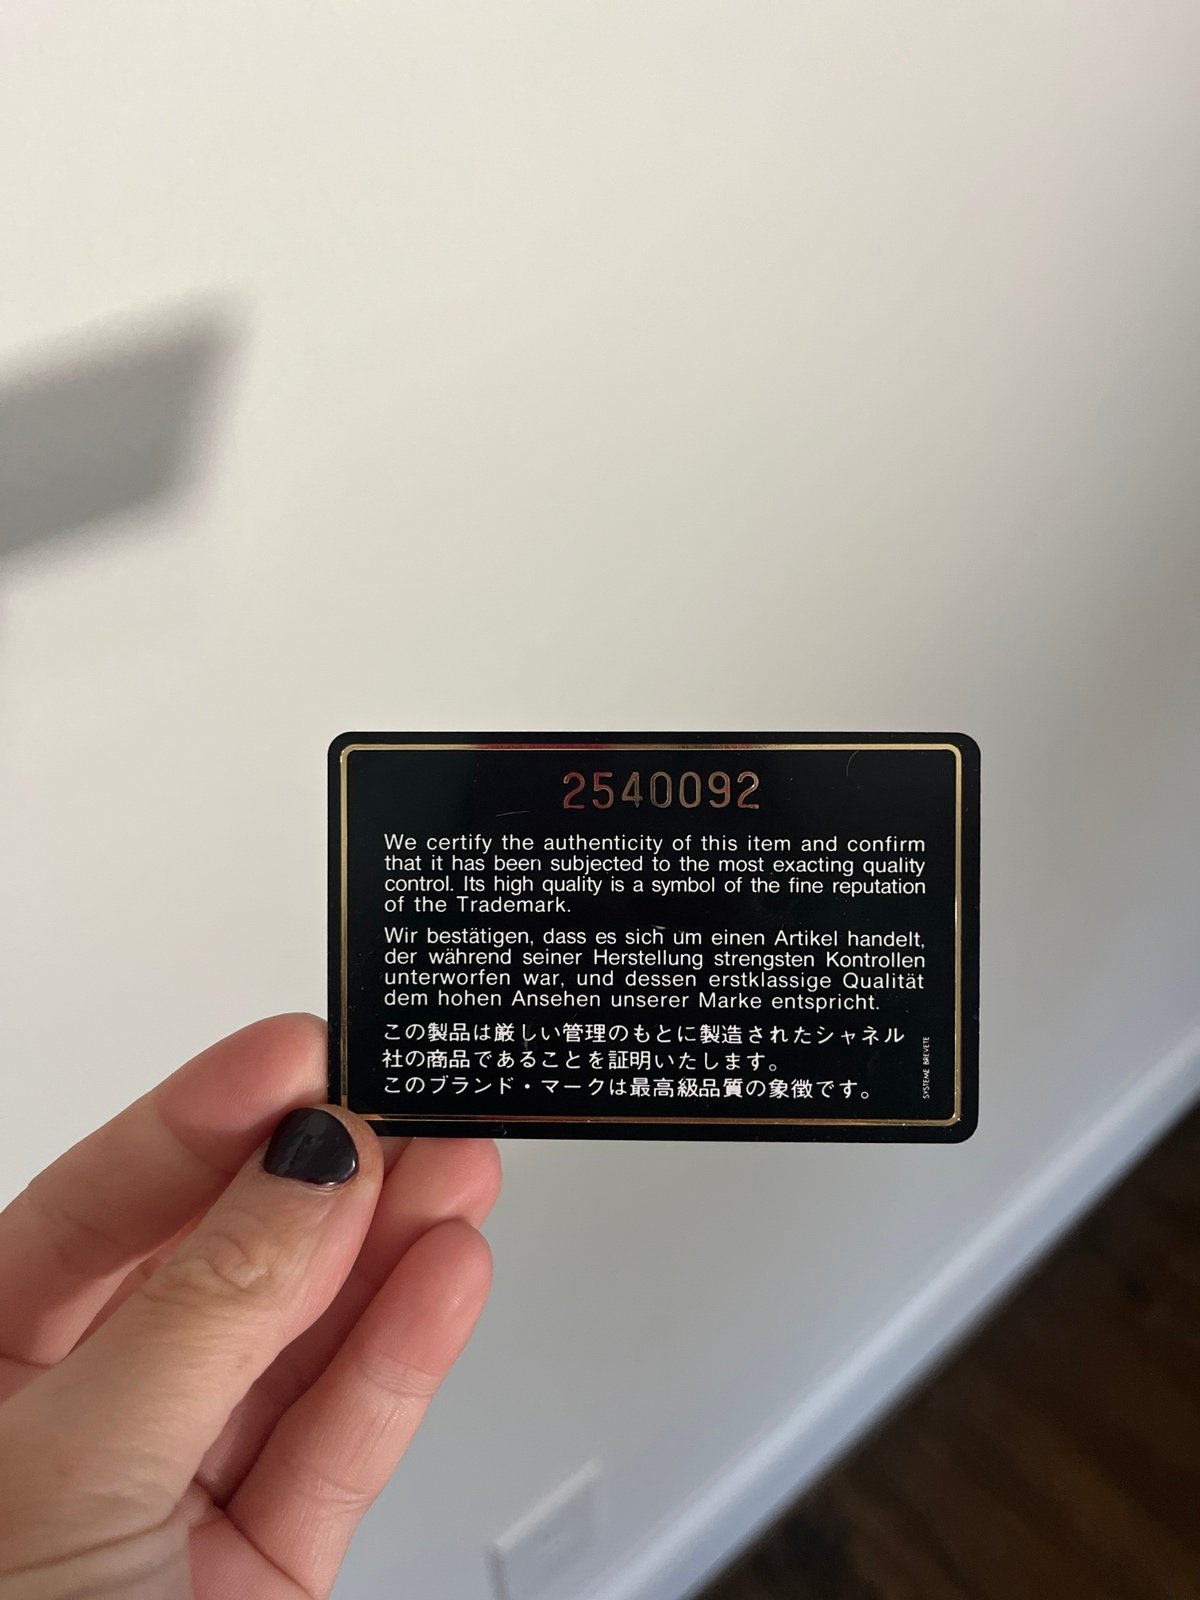 2540092
We certify the authenticity of this item and confirm
that it has been subjected to the most exacting quality
control. Its high quality is a symbol of the fine reputation
of the Trademark.
Wir bestätigen, dass es sich um einen Artikel handelt,
der während seiner Herstellung strengsten Kontrollen
unterworfen war, und dessen erstklassige Qualität
dem hohen Ansehen unserer Marke entspricht.
この製品は厳しい管理のもとに製造されたシャネル
社の商品であることを証明いたします。
このブランド・マークは最高級品質の象徴です。
SYSTEME BREVETE